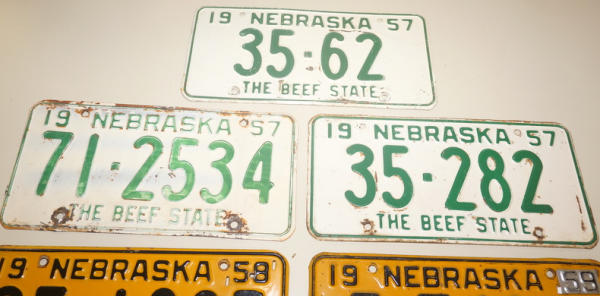 19 NEBRASKA 57
35·62
THE BEEF STATE
19 NEBRASKA 57
71·2534
THE BEEF STATE
19 NEBRASKA 57
35·282
THE BEEF STATE
19 NEBRASKA 58
19 NEBRASKA 59